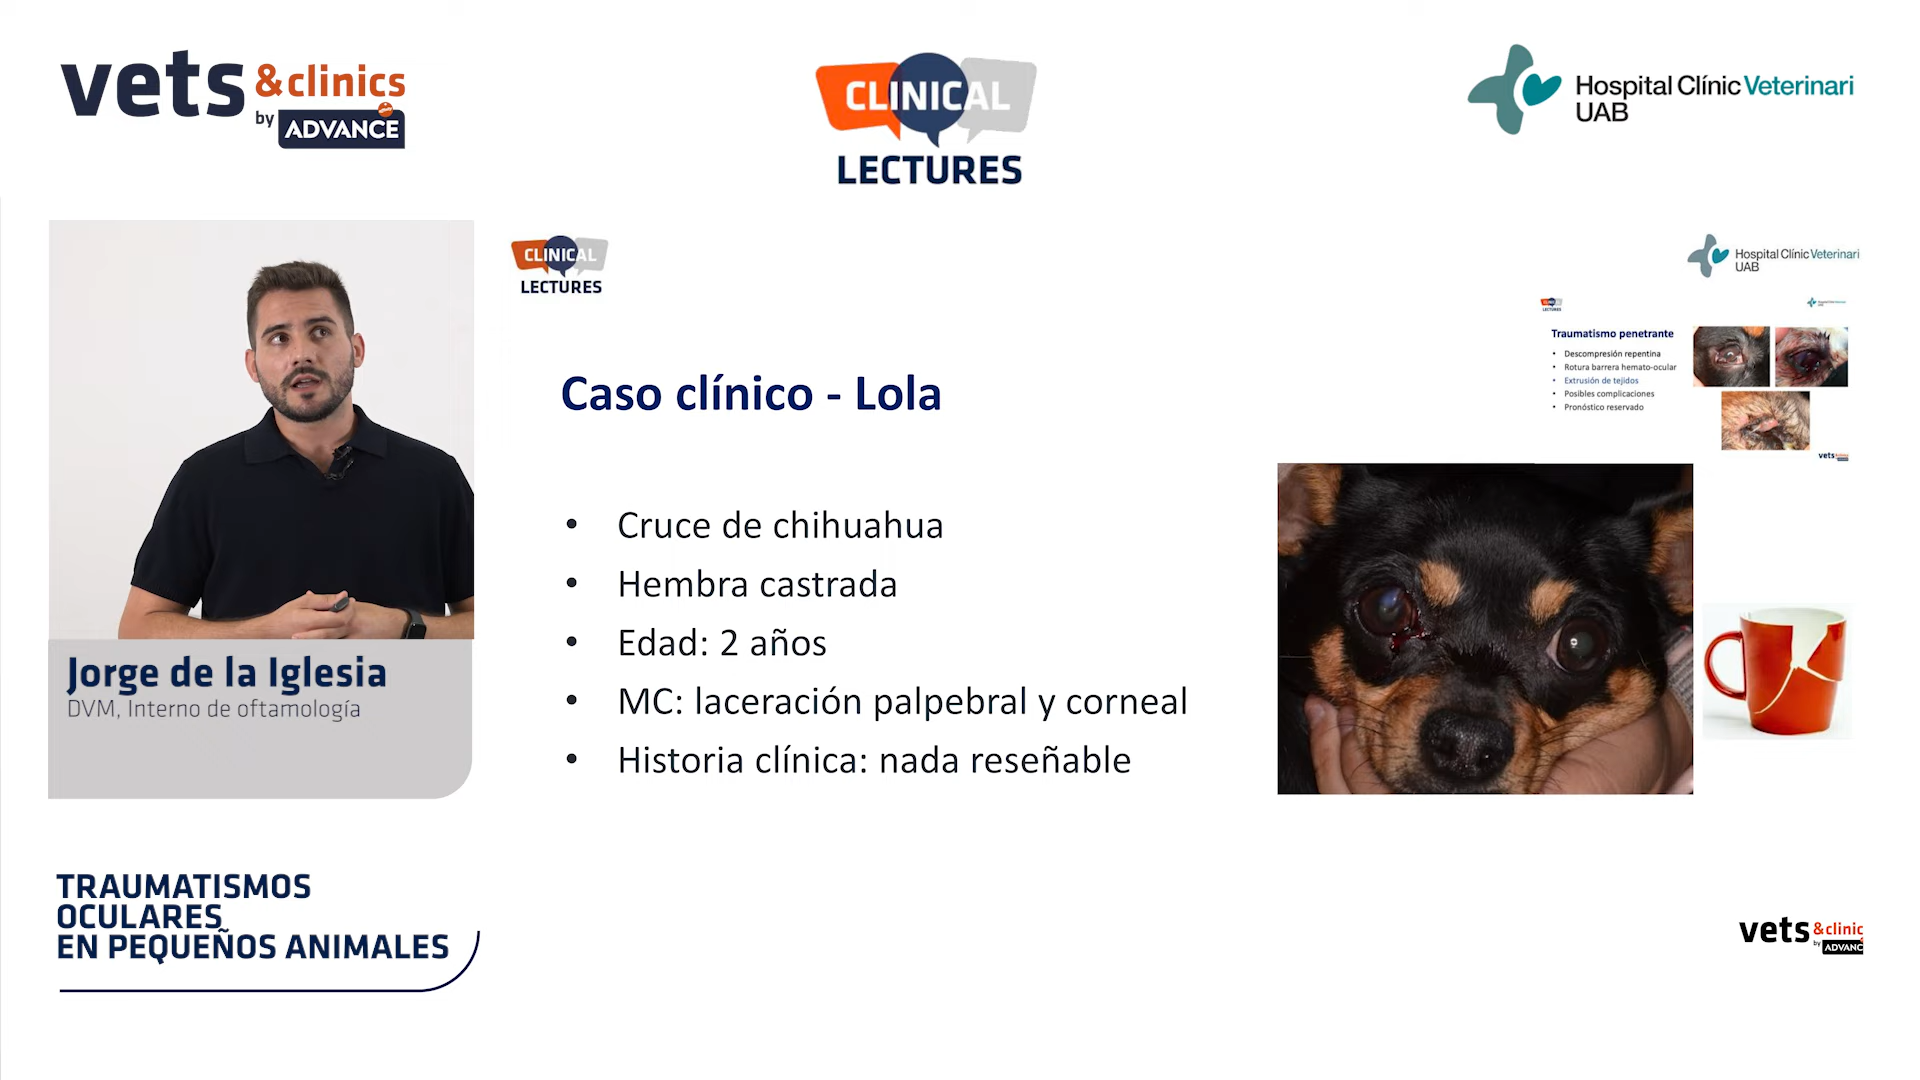 vets &clinics
by ADVANCE
CLINICAL
LECTURES
Hospital Clínic Veterinari
UAB
CLINICAL
LECTURES
Hospital Clínic Veterinari
UAB
Caso clínico - Lola
• Cruce de chihuahua
• Hembra castrada
• Edad: 2 años
• MC: laceración palpebral y corneal
• Historia clínica: nada reseñable
LECTURES
Traumatismo penetrante
• Descompresión repentina
• Rotura barrera hemato-ocular
• Extrusión de tejidos
• Posibles complicaciones
• Pronóstico reservado
vets
Jorge de la Iglesia
DVM, Interno de oftamología
TRAUMATISMOS
OCULARES
EN PEQUEÑOS ANIMALES
vets &clinic
by ADVANC